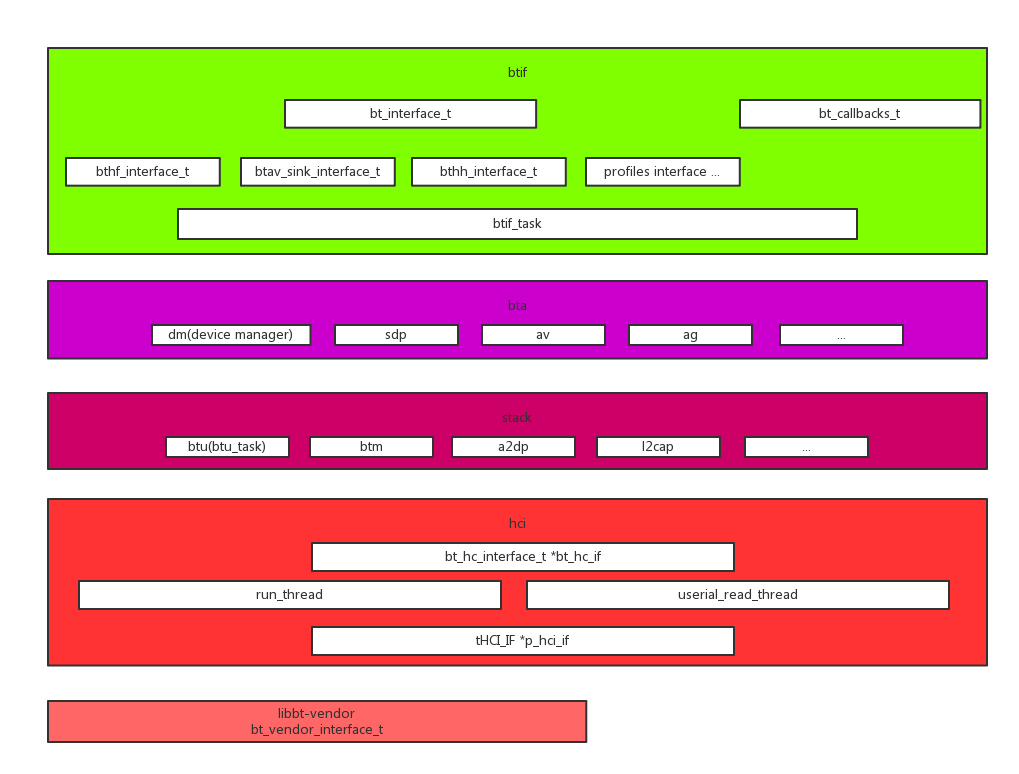 btif
bt_interface_t
bt_callbacks_t
bthf_interface_t
btav_sink_interface_t
bthh_interface_t
profiles interface ...
btif_task
bta
dm(device manager)
sdp
av
ag
...
stack
btu(btu_task)
btm
a2dp
l2cap
...
hci
bt_hc_interface_t *bt_hc_if
run_thread
userial_read_thread
tHCI_IF *p_hci_if
libbt-vendor
bt_vendor_interface_t